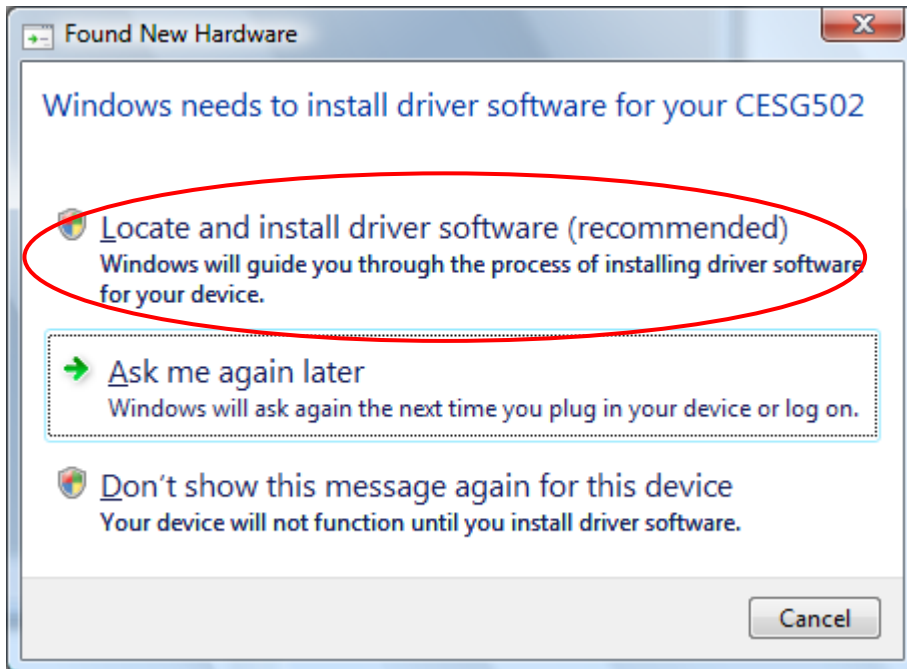 Found New Hardware
Windows needs to install driver software for your CESG502
Locate and install driver software (recommended)
Windows will guide you through the process of installing driver software
for your device.
Ask me again later
Windows will ask again the next time you plug in your device or log on.
Don't show this message again for this device
Your device will not function until you install driver software.
Cancel